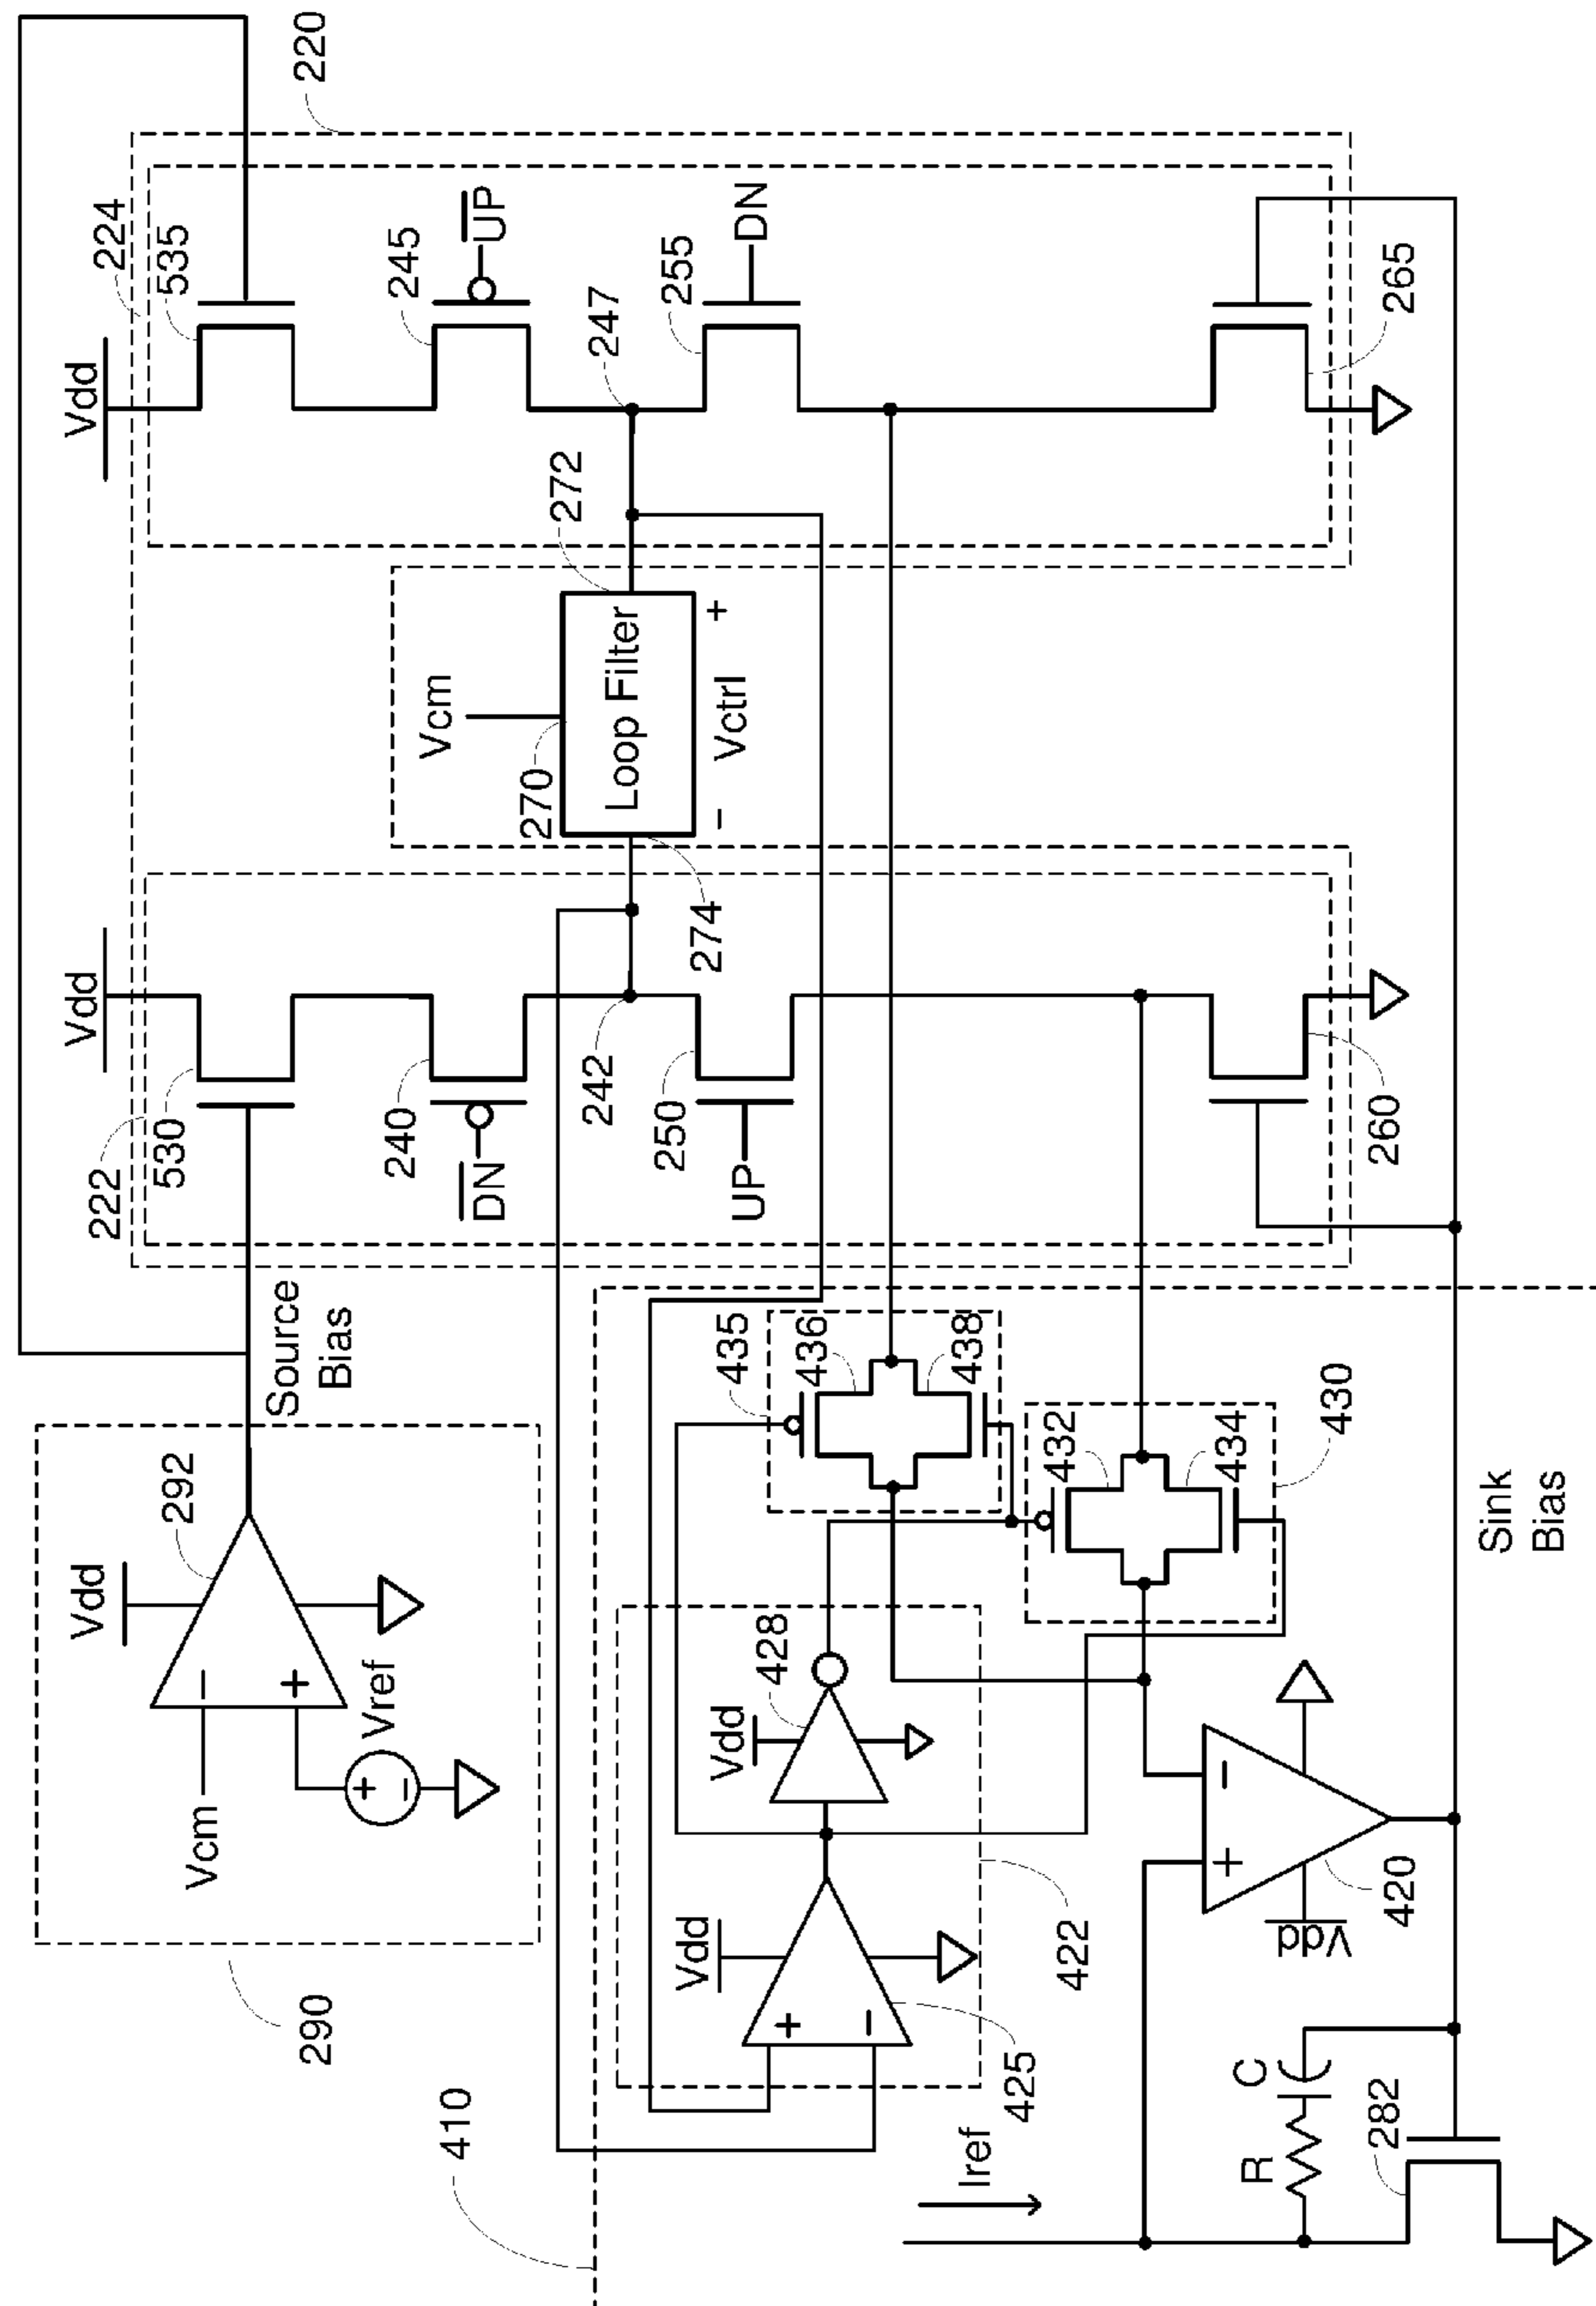 220
224
535
Vdd
UP
245
DN
255
247
265
272
Vcm
270
Loop Filter
- Vctrl +
274
Vdd
222
530
240
DN
242
250
UP
260
Source
Bias
290
292
Vdd
-
+
Vcm
Vref
+
-
435
436
438
432
434
430
428
Vdd
Vdd
+
-
425
422
410
Iref
+
-
Vdd
420
Sink
Bias
R
C
282